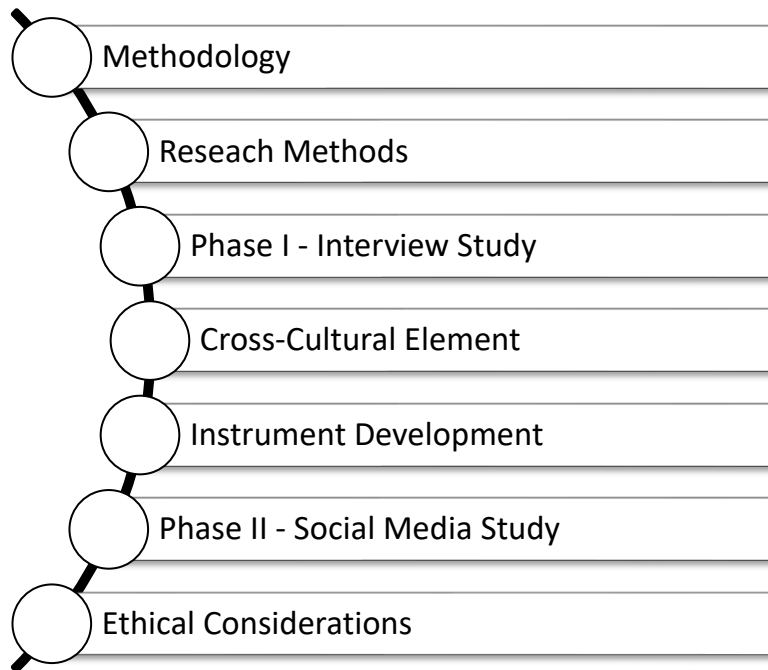 Methodology
Reseach Methods
Phase I - Interview Study
Cross-Cultural Element
Instrument Development
Phase II - Social Media Study
Ethical Considerations